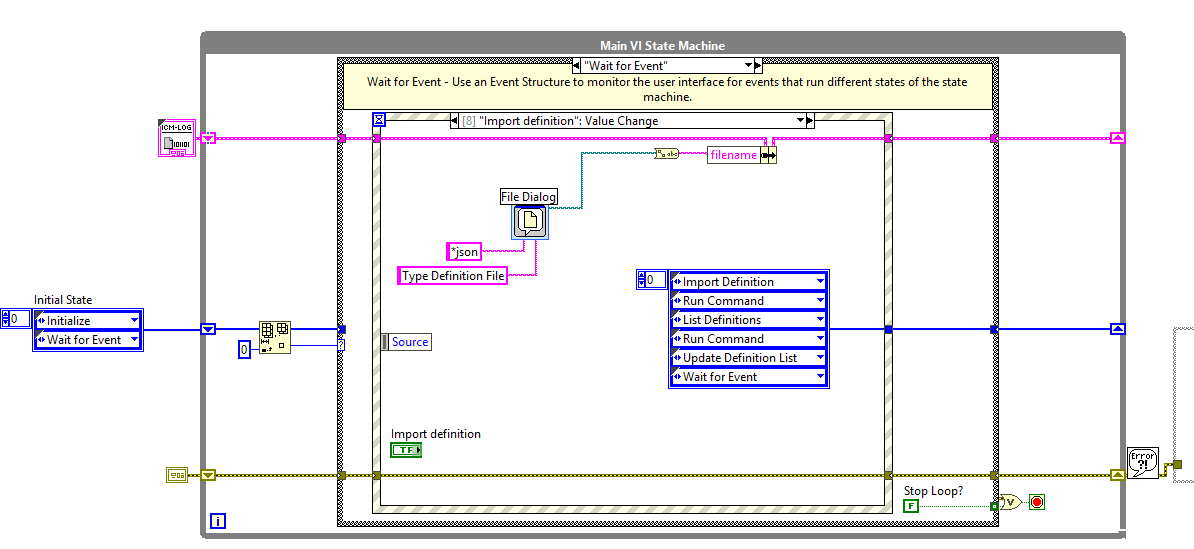 Main VI State Machine
"Wait for Event"
Wait for Event - Use an Event Structure to monitor the user interface for events that run different states of the state
machine.
[8] "Import definition": Value Change
ICM-LOG
abc
filename
File Dialog
*json
Type Definition File
Initial State
0
Initialize
Wait for Event
0
?
Source
0
Import Definition
Run Command
List Definitions
Run Command
Update Definition List
Wait for Event
Import definition
TF
Error
?!
Stop Loop?
F
V
i